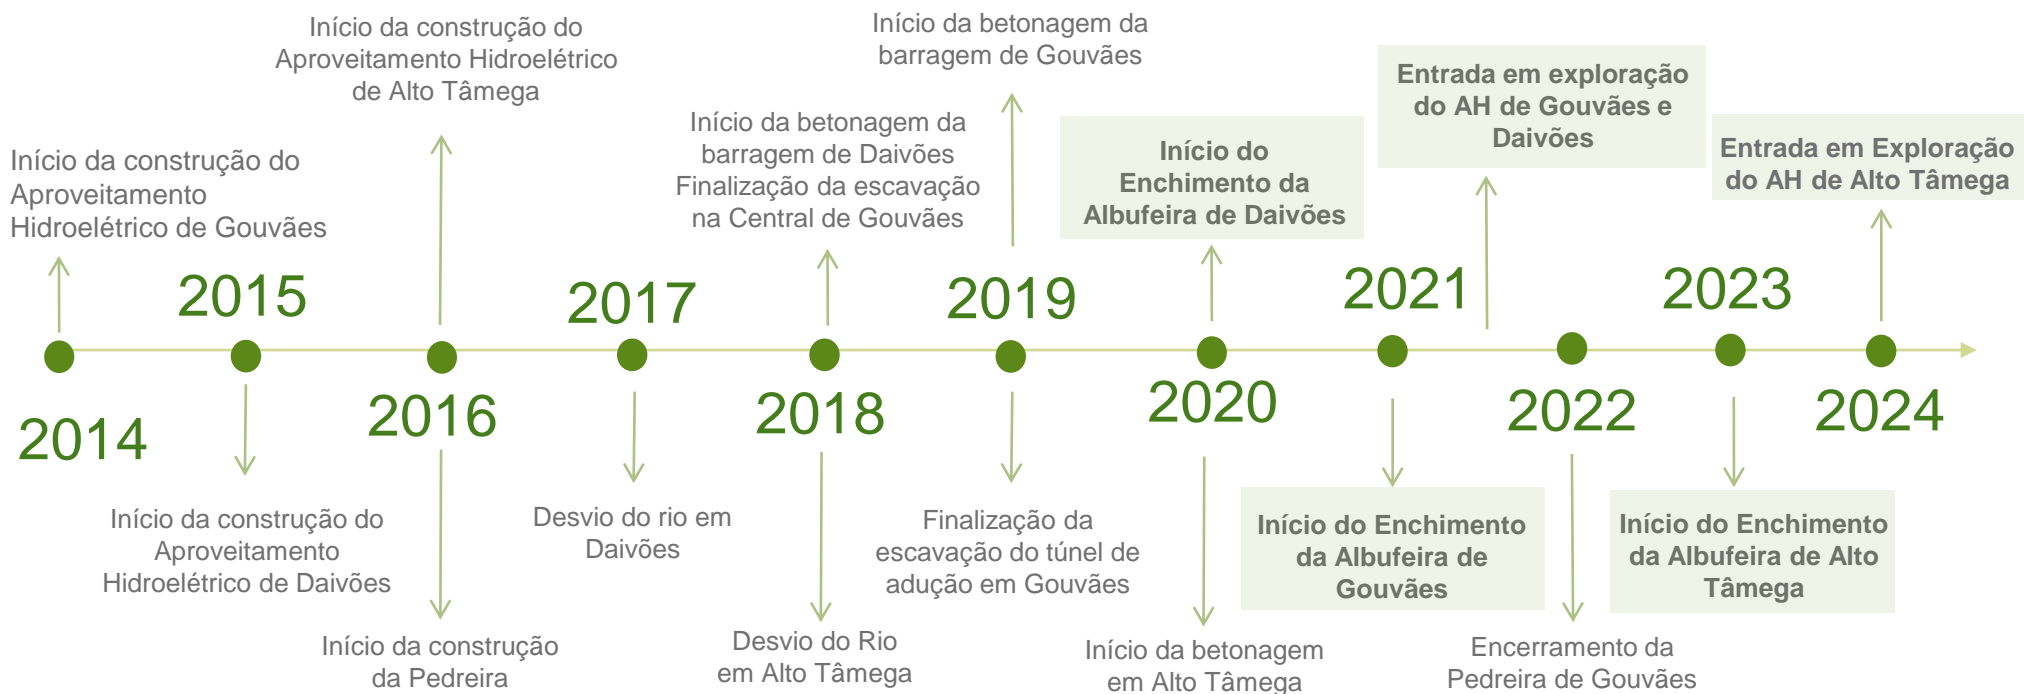 Início da construção do
Aproveitamento
Hidroelétrico de Gouvães
2014
2015
Início da construção do
Aproveitamento
Hidroelétrico de Daivões
Início da construção do
Aproveitamento Hidroelétrico
de Alto Tâmega
2016
Início da construção
da Pedreira
2017
Desvio do rio em
Daivões
Início da betonagem da
barragem de Daivões
Finalização da escavação
na Central de Gouvães
2018
Desvio do Rio
em Alto Tâmega
Início da betonagem da
barragem de Gouvães
2019
Finalização da
escavação do túnel de
adução em Gouvães
Início do
Enchimento da
Albufeira de Daivões
2020
Início da betonagem
em Alto Tâmega
2021
Início do Enchimento
da Albufeira de
Gouvães
Entrada em exploração
do AH de Gouvães e
Daivões
2022
Encerramento da
Pedreira de Gouvães
2023
Início do Enchimento
da Albufeira de Alto
Tâmega
Entrada em Exploração
do AH de Alto Tâmega
2024